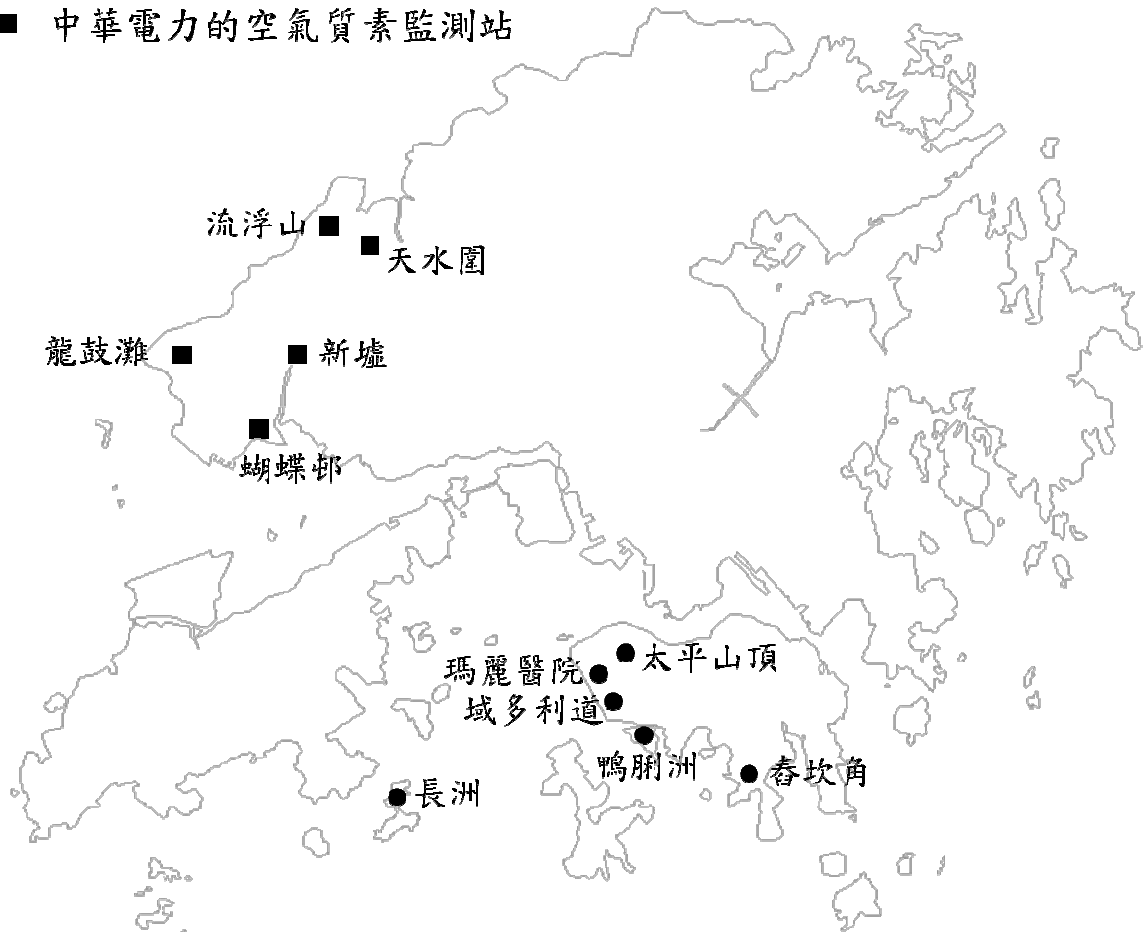 中華電力的空氣質素監測站
流浮山
天水圍
龍鼓灘
新墟
蝴蝶邨
太平山頂
瑪麗醫院
域多利道
鴨脷洲
舂坎角
長洲